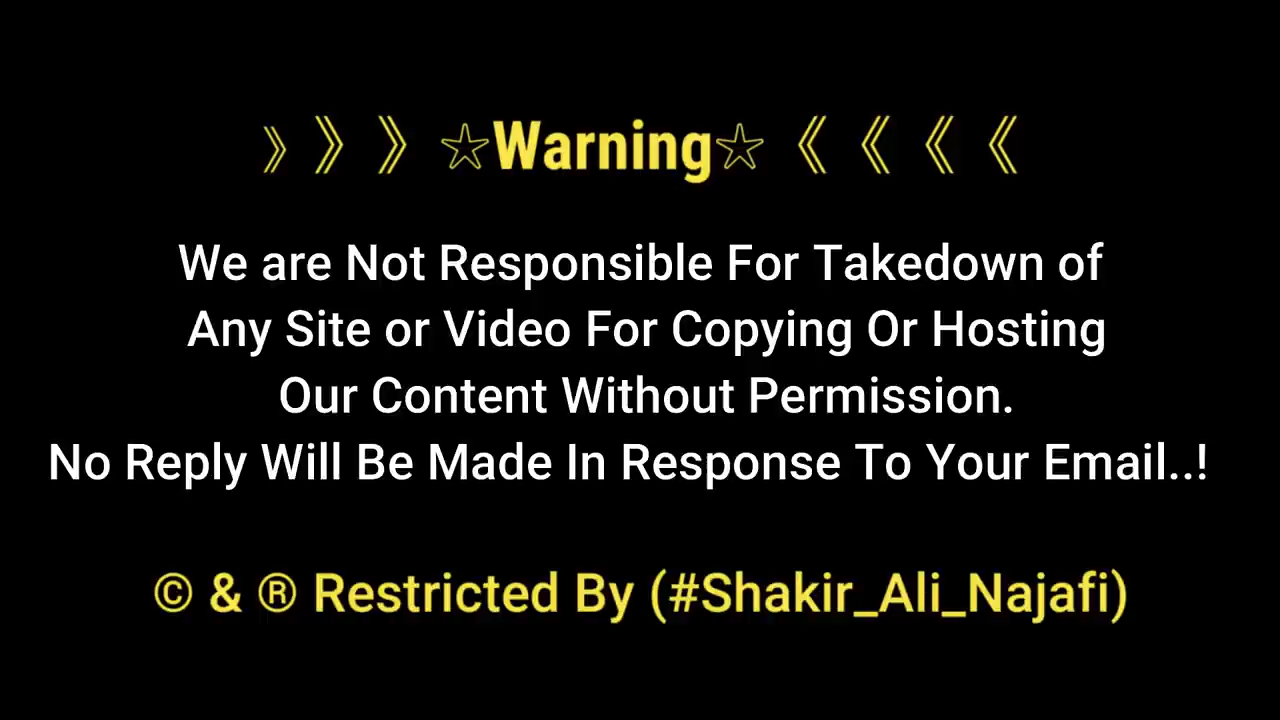 》》》☆Warning☆《《《《
We are Not Responsible For Takedown of
Any Site or Video For Copying Or Hosting
Our Content Without Permission.
No Reply Will Be Made In Response To Your Email..!
© & ® Restricted By (#Shakir_Ali_Najafi)